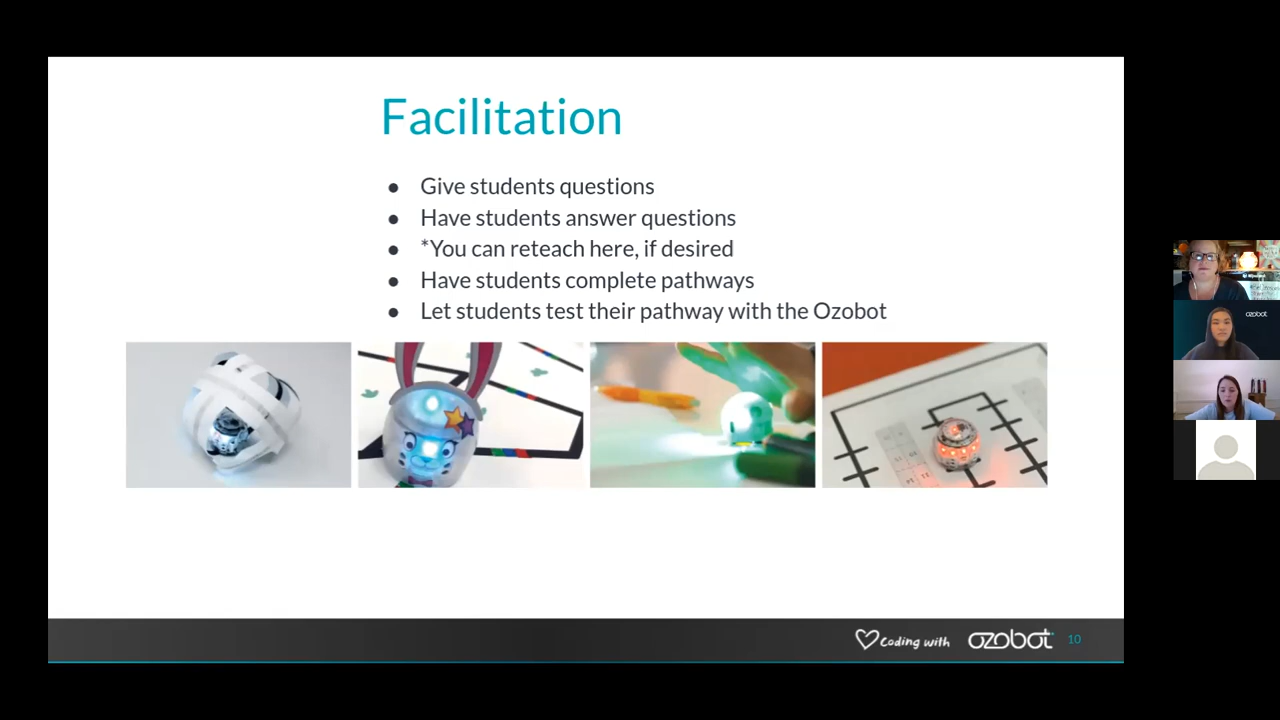 Facilitation
● Give students questions
● Have students answer questions
● *You can reteach here, if desired
● Have students complete pathways
● Let students test their pathway with the Ozobot
Coding with ozobot 10
ozobot